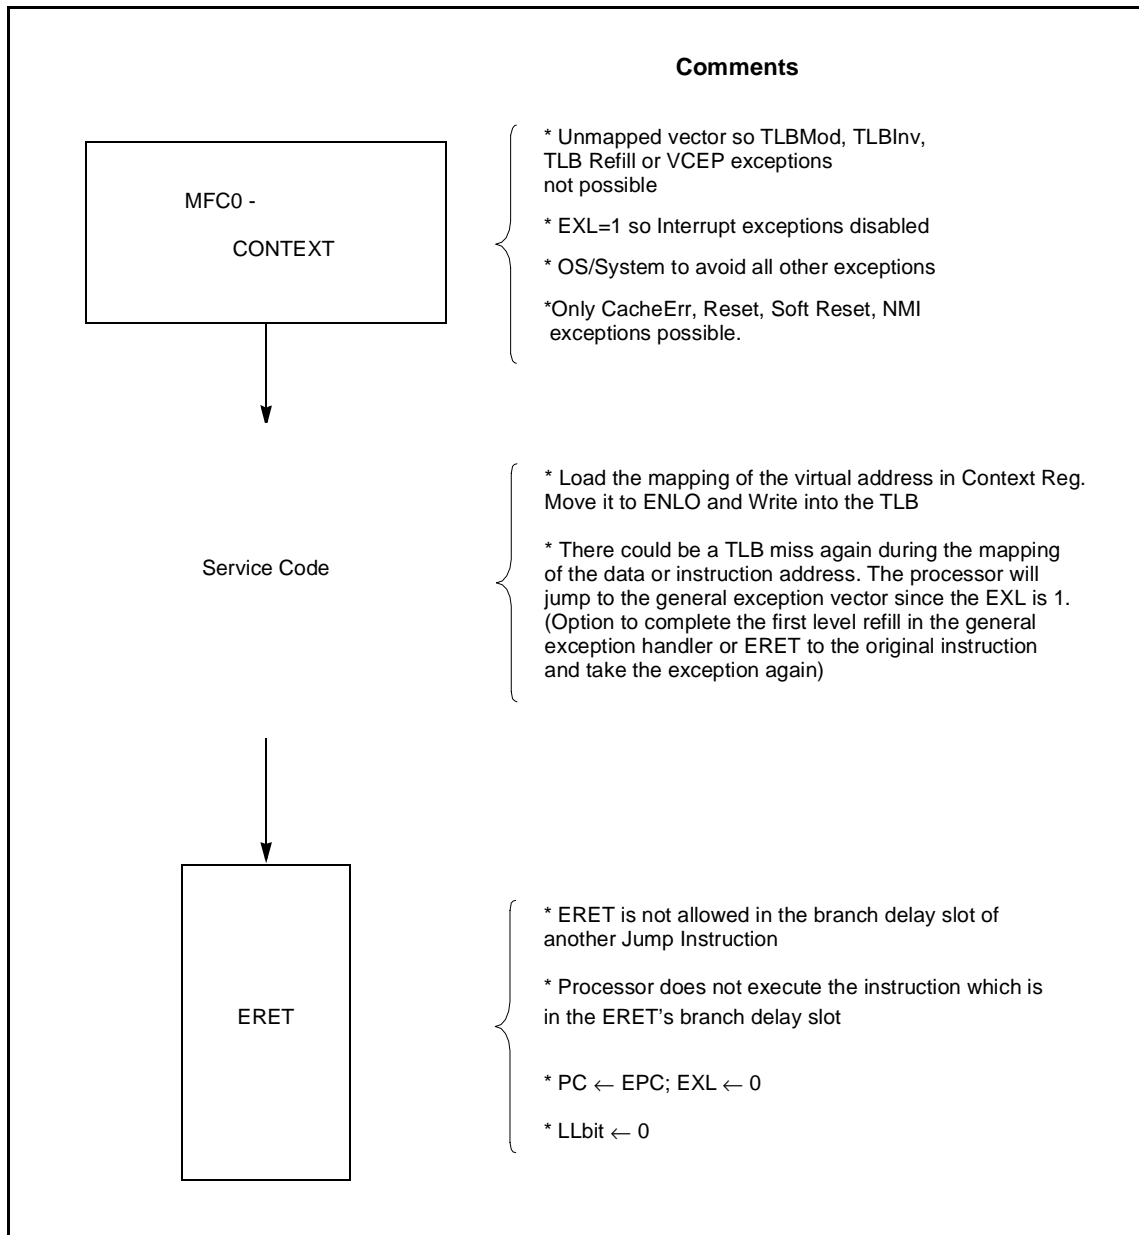 Comments
MFC0 -
CONTEXT
* Unmapped vector so TLBMod, TLBInv,
TLB Refill or VCEP exceptions
not possible
* EXL=1 so Interrupt exceptions disabled
* OS/System to avoid all other exceptions
*Only CacheErr, Reset, Soft Reset, NMI
exceptions possible.
Service Code
* Load the mapping of the virtual address in Context Reg.
Move it to ENLO and Write into the TLB
* There could be a TLB miss again during the mapping
of the data or instruction address. The processor will
jump to the general exception vector since the EXL is 1.
(Option to complete the first level refill in the general
exception handler or ERET to the original instruction
and take the exception again)
ERET
* ERET is not allowed in the branch delay slot of
another Jump Instruction
* Processor does not execute the instruction which is
in the ERET’s branch delay slot
* PC ← EPC; EXL ← 0
* LLbit ← 0